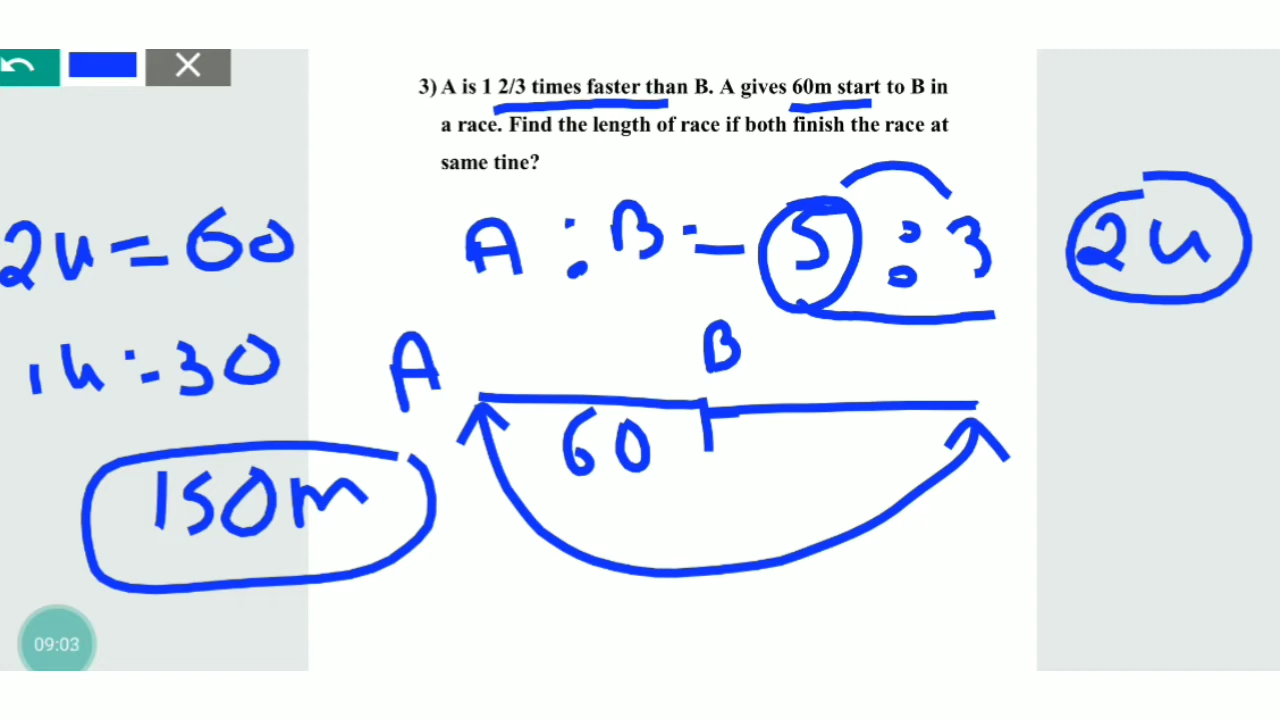 3) A is 1 2/3 times faster than B. A gives 60m start to B in
a race. Find the length of race if both finish the race at
same tine?
A : B = 5 : 3
2u
2u = 60
1u = 30
A
B
60
150m
09:03